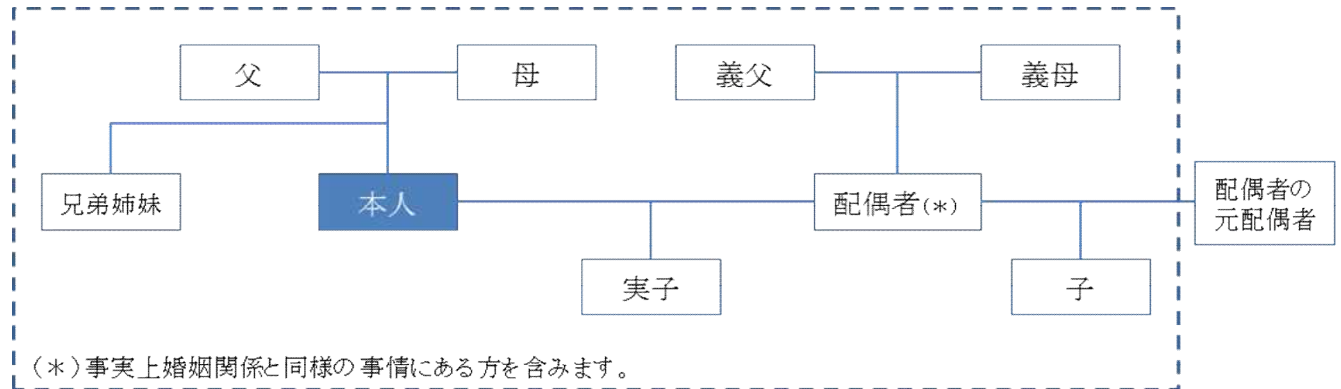 父
母
義父
義母
兄弟姉妹
本人
配偶者(*)
配偶者の
元配偶者
実子
子
(*)事実上婚姻関係と同様の事情にある方を含みます。